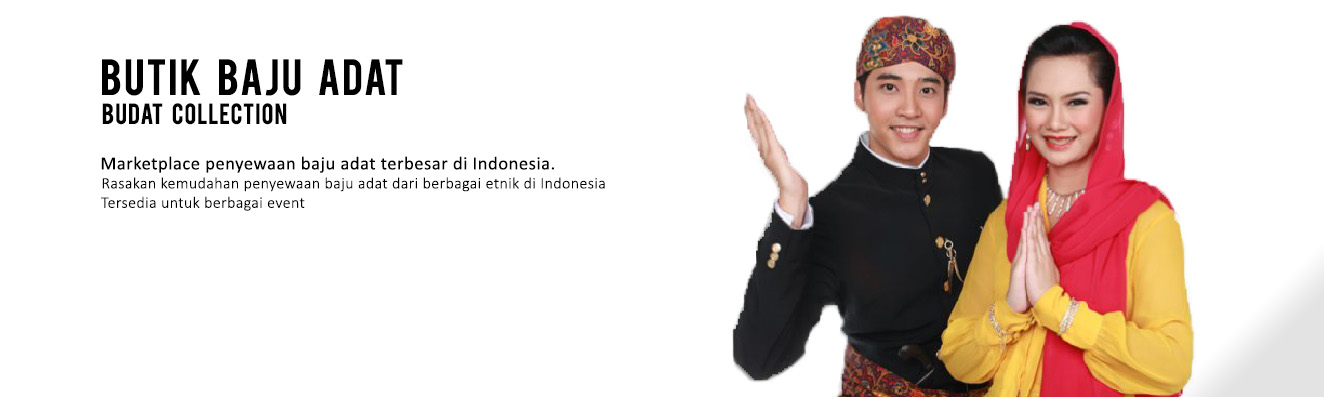 BUTIK BAJU ADAT
BUDAT COLLECTION
Marketplace penyewaan baju adat terbesar di Indonesia.
Rasakan kemudahan penyewaan baju adat dari berbagai etnik di Indonesia
Tersedia untuk berbagai event